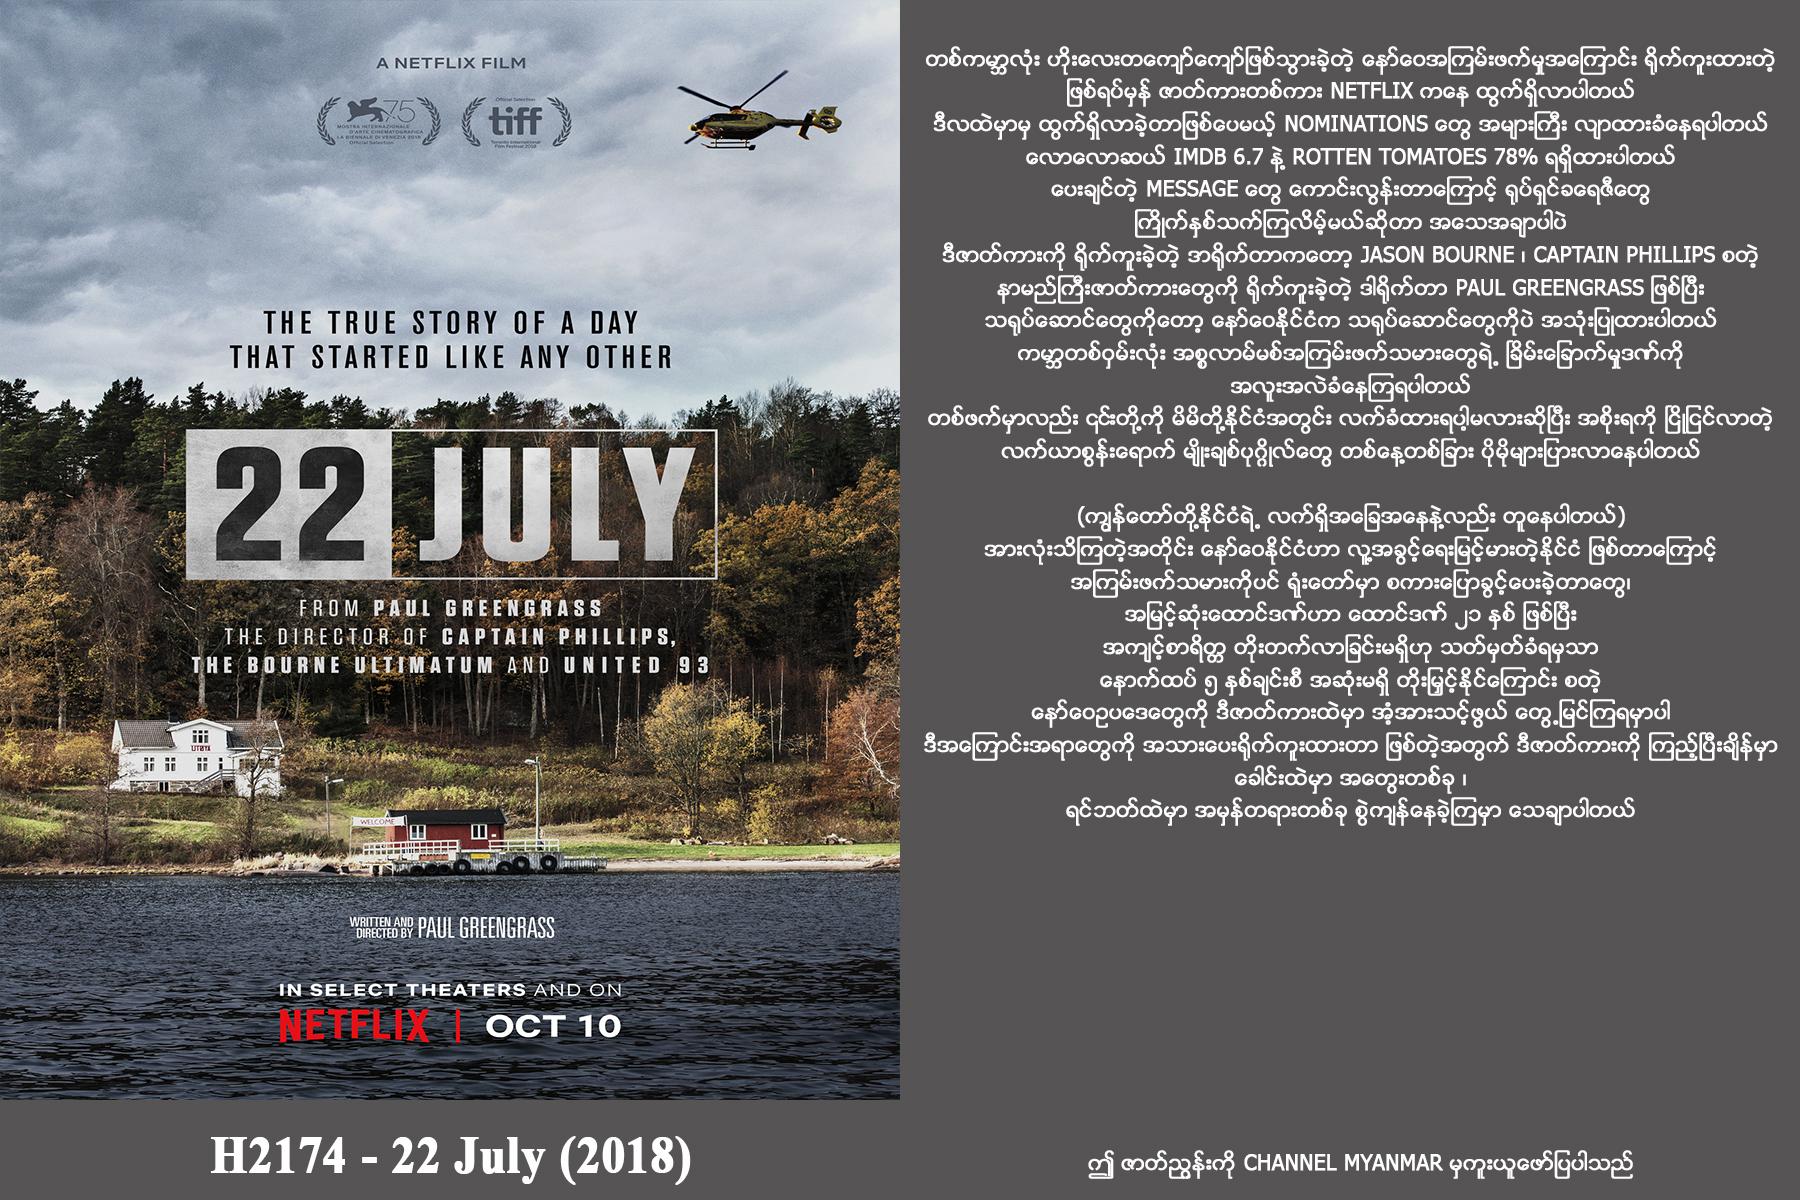 A NETFLIX FILM
75
MOSTRA INTERNAZIONALE
D'ARTE CINEMATOGRAFICA
LA BIENNALE DI VENEZIA 2018
Official Selection
Official Selection
tiff
Toronto International
Film Festival 2018
THE TRUE STORY OF A DAY
THAT STARTED LIKE ANY OTHER
22 JULY
FROM PAUL GREENGRASS
THE DIRECTOR OF CAPTAIN PHILLIPS,
THE BOURNE ULTIMATUM AND UNITED 93
UTØYA
WELCOME
WRITTEN AND
DIRECTED BY PAUL GREENGRASS
IN SELECT THEATERS AND ON
NETFLIX | OCT 10
H2174 - 22 July (2018)
တစ်ကမ္ဘာလုံး ဟိုးလေးတကျော်ကျော်ဖြစ်သွားခဲ့တဲ့ နော်ဝေအကြမ်းဖက်မှုအကြောင်း ရိုက်ကူးထားတဲ့
ဖြစ်ရပ်မှန် ဇာတ်ကားတစ်ကား NETFLIX ကနေ ထွက်ရှိလာပါတယ်
ဒီလထဲမှာမှ ထွက်ရှိလာခဲ့တာဖြစ်ပေမယ့် NOMINATIONS တွေ အများကြီး လျာထားခံနေရပါတယ်
လောလောဆယ် IMDB 6.7 နဲ့ ROTTEN TOMATOES 78% ရရှိထားပါတယ်
ပေးချင်တဲ့ MESSAGE တွေ ကောင်းလွန်းတာကြောင့် ရုပ်ရှင်ခရေဇီတွေ
ကြိုက်နှစ်သက်ကြလိမ့်မယ်ဆိုတာ အသေအချာပါပဲ
ဒီဇာတ်ကားကို ရိုက်ကူးခဲ့တဲ့ ဒါရိုက်တာကတော့ JASON BOURNE ၊ CAPTAIN PHILLIPS စတဲ့
နာမည်ကြီးဇာတ်ကားတွေကို ရိုက်ကူးခဲ့တဲ့ ဒါရိုက်တာ PAUL GREENGRASS ဖြစ်ပြီး
သရုပ်ဆောင်တွေကိုတော့ နော်ဝေနိုင်ငံက သရုပ်ဆောင်တွေကိုပဲ အသုံးပြုထားပါတယ်
ကမ္ဘာတစ်ဝှမ်းလုံး အစ္စလာမ်မစ်အကြမ်းဖက်သမားတွေရဲ့ ခြိမ်းခြောက်မှုဒဏ်ကို
အလူးအလဲခံနေကြရပါတယ်
တစ်ဖက်မှာလည်း ၎င်းတို့ကို မိမိတို့နိုင်ငံအတွင်း လက်ခံထားရပါ့မလားဆိုပြီး အစိုးရကို ငြိုငြင်လာတဲ့
လက်ယာစွန်းရောက် မျိုးချစ်ပုဂ္ဂိုလ်တွေ တစ်နေ့တစ်ခြား ပိုမိုများပြားလာနေပါတယ်
(ကျွန်တော်တို့နိုင်ငံရဲ့ လက်ရှိအခြေအနေနဲ့လည်း တူနေပါတယ်)
အားလုံးသိကြတဲ့အတိုင်း နော်ဝေနိုင်ငံဟာ လူ့အခွင့်ရေးမြင့်မားတဲ့နိုင်ငံ ဖြစ်တာကြောင့်
အကြမ်းဖက်သမားကိုပင် ရုံးတော်မှာ စကားပြောခွင့်ပေးခဲ့တာတွေ၊
အမြင့်ဆုံးထောင်ဒဏ်ဟာ ထောင်ဒဏ် ၂၁ နှစ် ဖြစ်ပြီး
အကျင့်စာရိတ္တ တိုးတက်လာခြင်းမရှိဟု သတ်မှတ်ခံရမှသာ
နောက်ထပ် ၅ နှစ်ချင်းစီ အဆုံးမရှိ တိုးမြှင့်နိုင်ကြောင်း စတဲ့
နော်ဝေဥပဒေတွေကို ဒီဇာတ်ကားထဲမှာ အံ့အားသင့်ဖွယ် တွေ့မြင်ကြရမှာပါ
ဒီအကြောင်းအရာတွေကို အသားပေးရိုက်ကူးထားတာ ဖြစ်တဲ့အတွက် ဒီဇာတ်ကားကို ကြည့်ပြီးချိန်မှာ
ခေါင်းထဲမှာ အတွေးတစ်ခု ၊
ရင်ဘတ်ထဲမှာ အမှန်တရားတစ်ခု စွဲကျန်နေခဲ့ကြမှာ သေချာပါတယ်
ဤ ဇာတ်ညွှန်းကို CHANNEL MYANMAR မှကူးယူဖော်ပြပါသည်